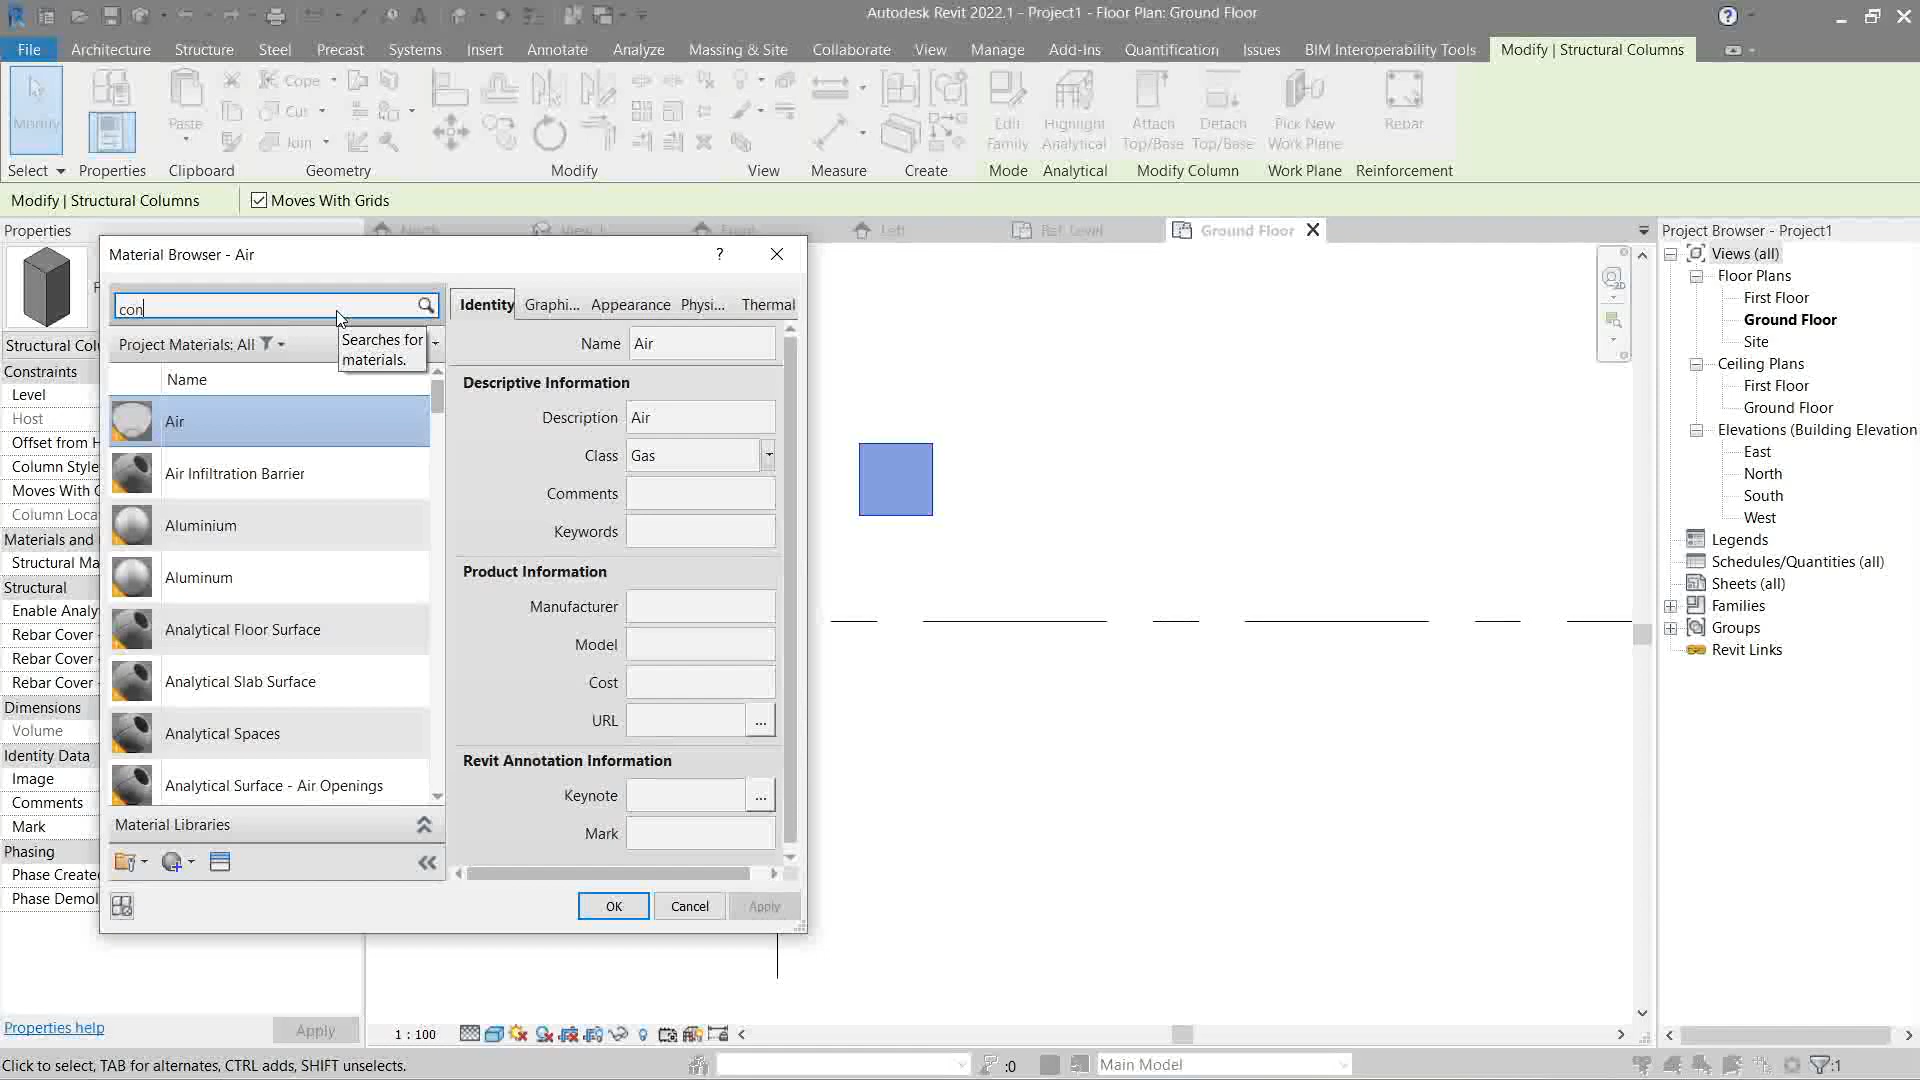 Autodesk Revit 2022.1 - Project1 - Floor Plan: Ground Floor
File Architecture Structure Steel Precast Systems Insert Annotate Analyze Massing & Site Collaborate View Manage Add-Ins Quantification Issues BIM Interoperability Tools Modify | Structural Columns
Modify
Paste
Cope
Cut
Join
Edit
Family
Highlight
Analytical
Attach
Top/Base
Detach
Top/Base
Pick New
Work Plane
Rebar
Select Properties Clipboard Geometry Modify View Measure Create Mode Analytical Modify Column Work Plane Reinforcement
Modify | Structural Columns Moves With Grids
Properties
North
View 1
Front
Left
Ref. Level
Ground Floor
Project Browser - Project1
Structural Colu
Constraints
Level
Host
Offset from H
Column Style
Moves With G
Column Loca
Materials and
Structural Ma
Structural
Enable Analy
Rebar Cover -
Rebar Cover -
Rebar Cover -
Dimensions
Volume
Identity Data
Image
Comments
Mark
Phasing
Phase Create
Phase Demol
Properties help
Apply
Material Browser - Air
?
con
Searches for
materials.
Project Materials: All
Name
Air
Air Infiltration Barrier
Aluminium
Aluminum
Analytical Floor Surface
Analytical Slab Surface
Analytical Spaces
Analytical Surface - Air Openings
Material Libraries
Identity Graphi... Appearance Physi... Thermal
Name Air
Descriptive Information
Description Air
Class Gas
Comments
Keywords
Product Information
Manufacturer
Model
Cost
URL ...
Revit Annotation Information
Keynote ...
Mark
OK Cancel Apply
Views (all)
Floor Plans
First Floor
Ground Floor
Site
Ceiling Plans
First Floor
Ground Floor
Elevations (Building Elevation
East
North
South
West
Legends
Schedules/Quantities (all)
Sheets (all)
Families
Groups
Revit Links
2D
1 : 100
Click to select, TAB for alternates, CTRL adds, SHIFT unselects.
:0
Main Model
:1